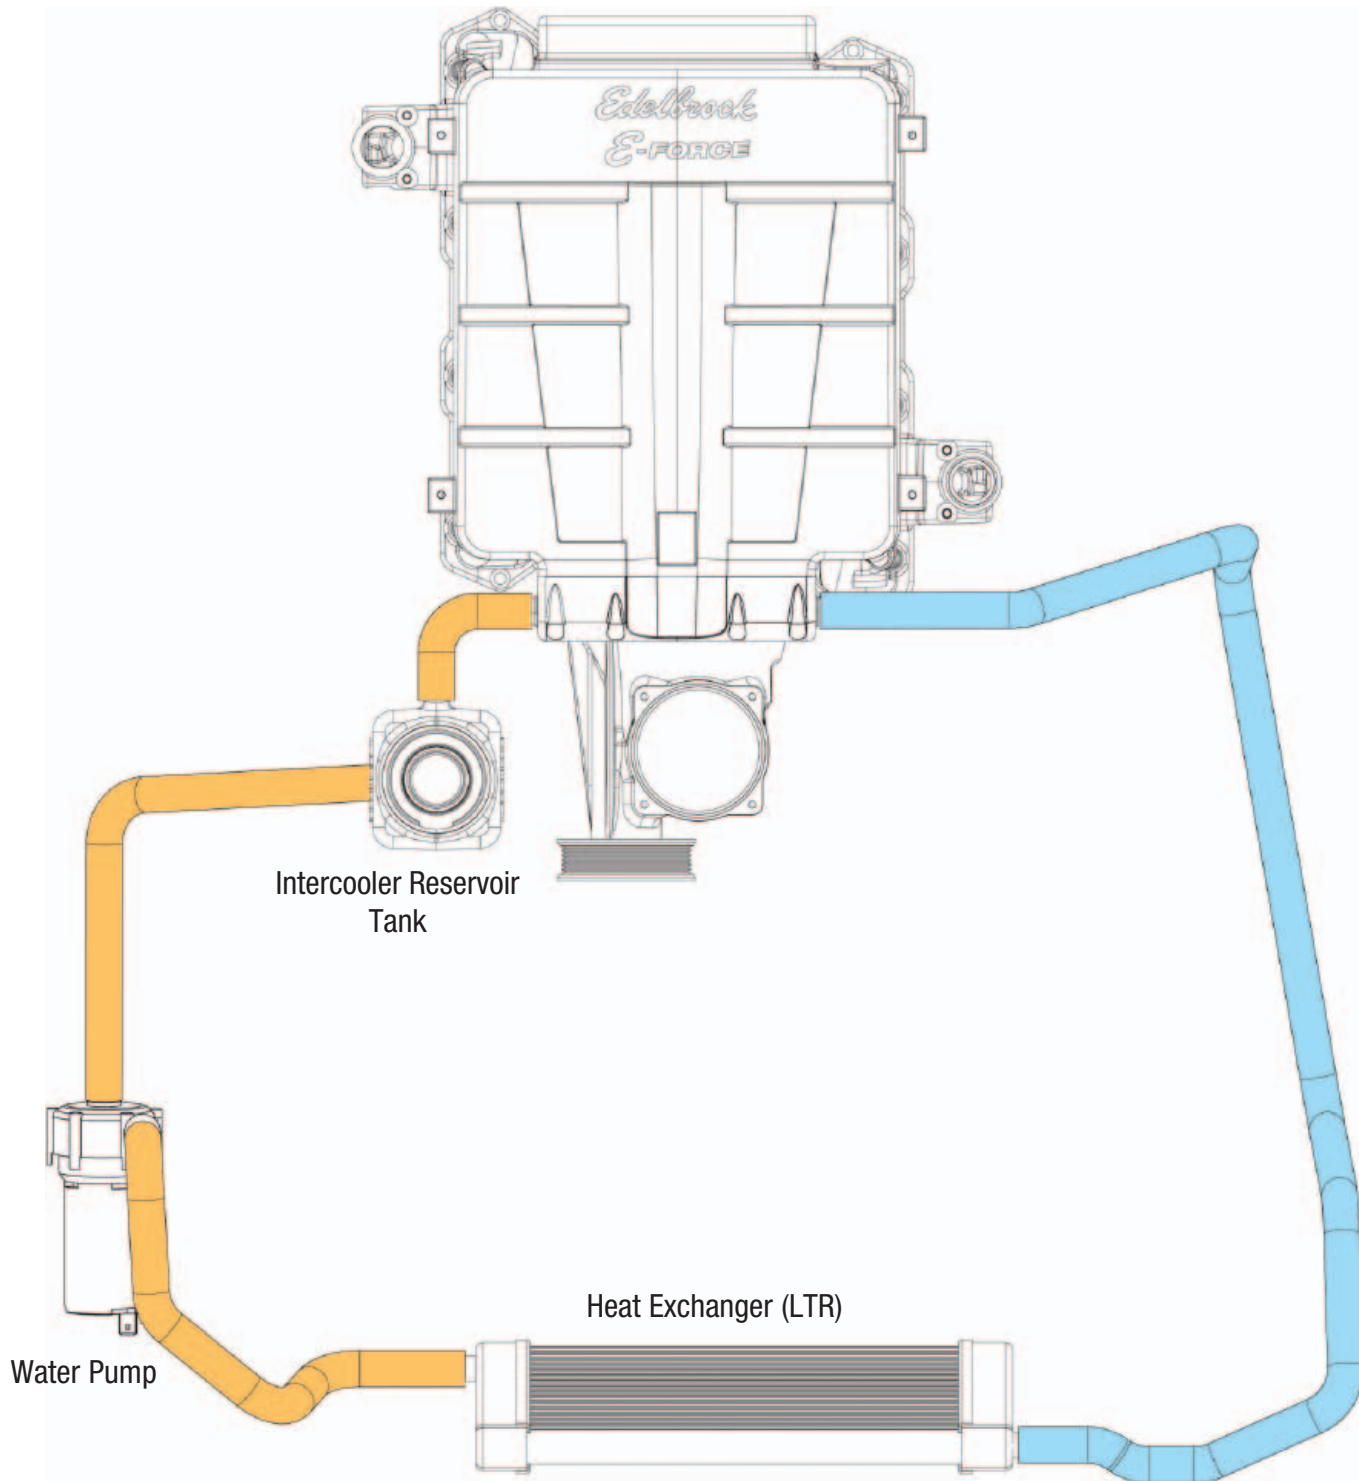 Edelbrock
E-FORCE
Intercooler Reservoir
Tank
Heat Exchanger (LTR)
Water Pump